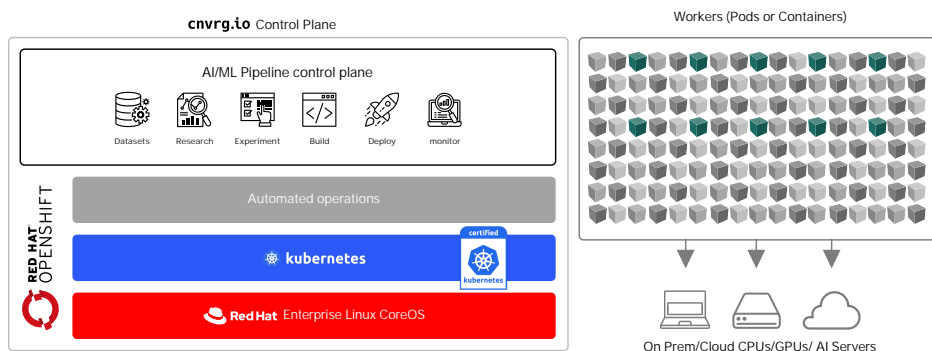 cnvrg.io Control Plane
AI/ML Pipeline control plane
Datasets
Research
Experiment
Build
Deploy
monitor
RED HAT
OPENSHIFT
Automated operations
kubernetes
certified
kubernetes
Red Hat Enterprise Linux CoreOS
Workers (Pods or Containers)
On Prem/Cloud CPUs/GPUs/ AI Servers